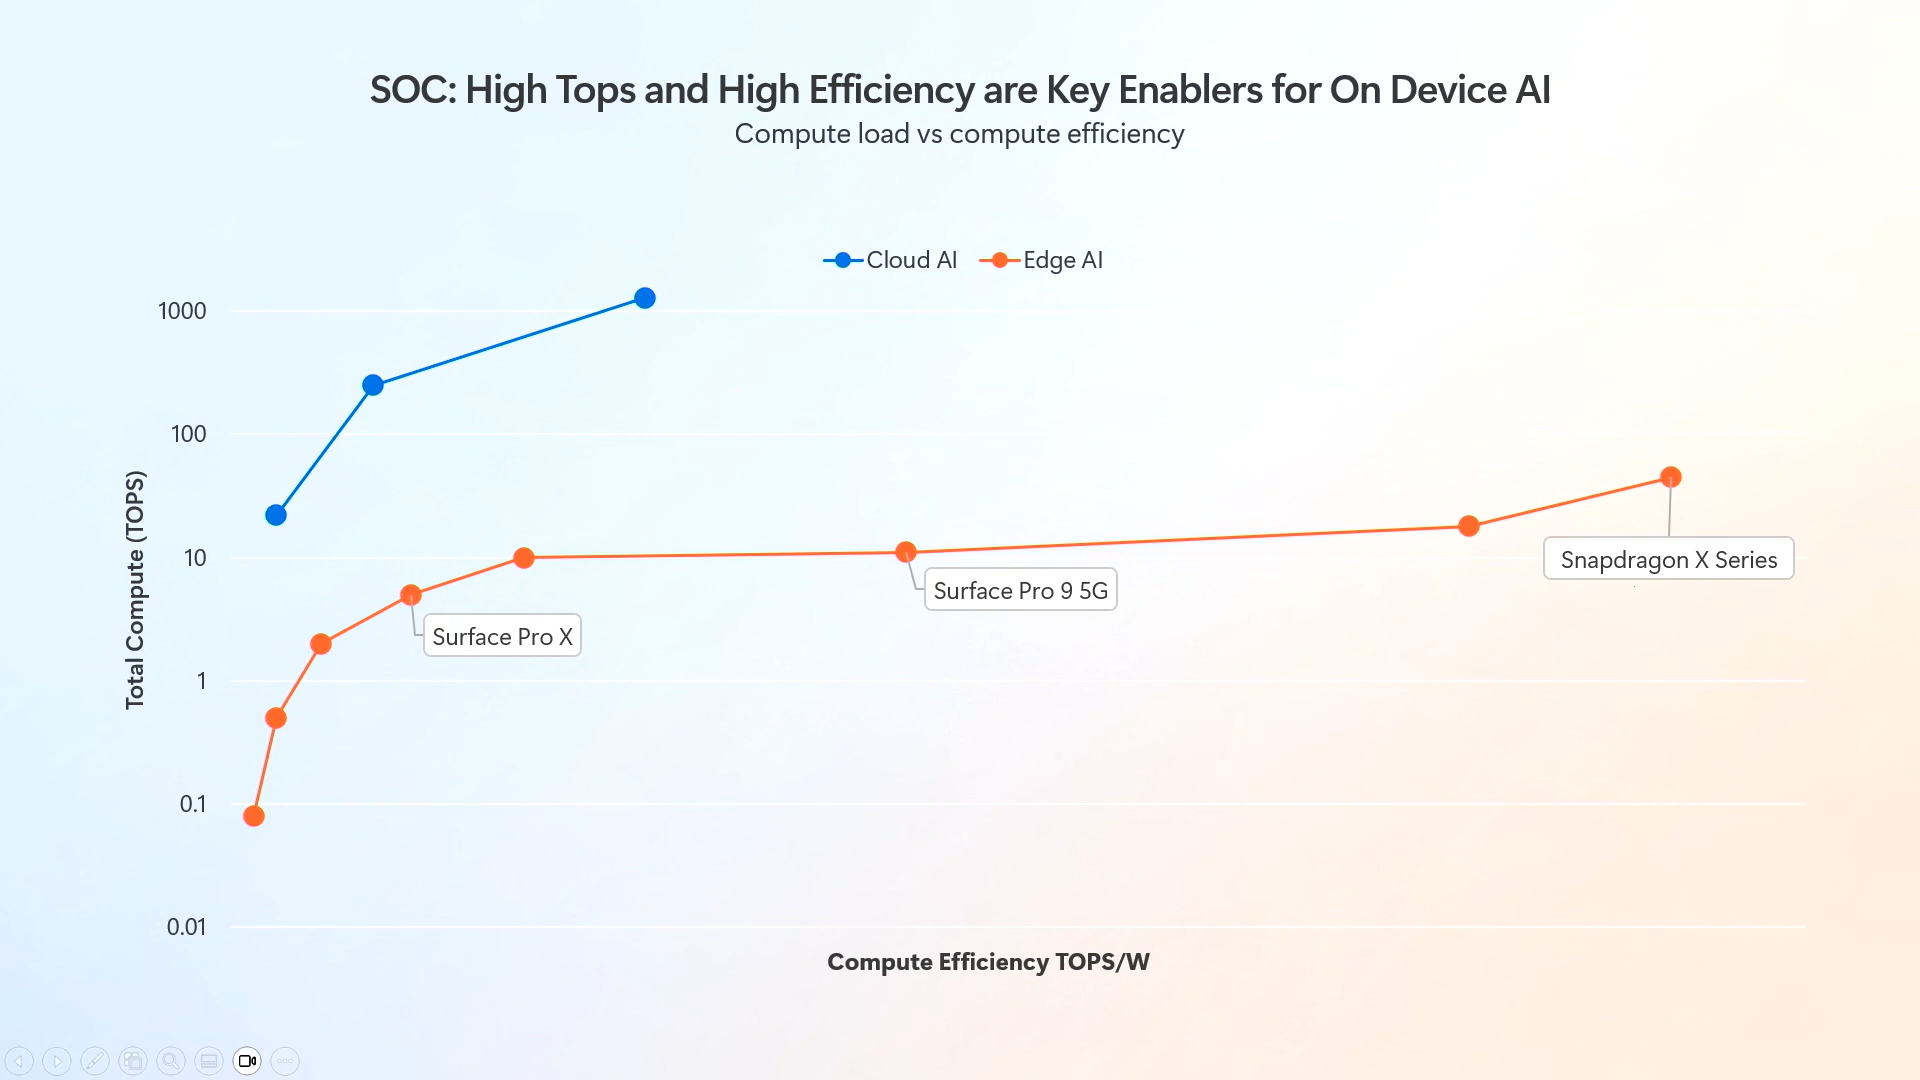 SOC: High Tops and High Efficiency are Key Enablers for On Device AI
Compute load vs compute efficiency
Cloud AI
Edge AI
1000
100
10
1
0.1
0.01
Total Compute (TOPS)
Surface Pro X
Surface Pro 9 5G
Snapdragon X Series
Compute Efficiency TOPS/W